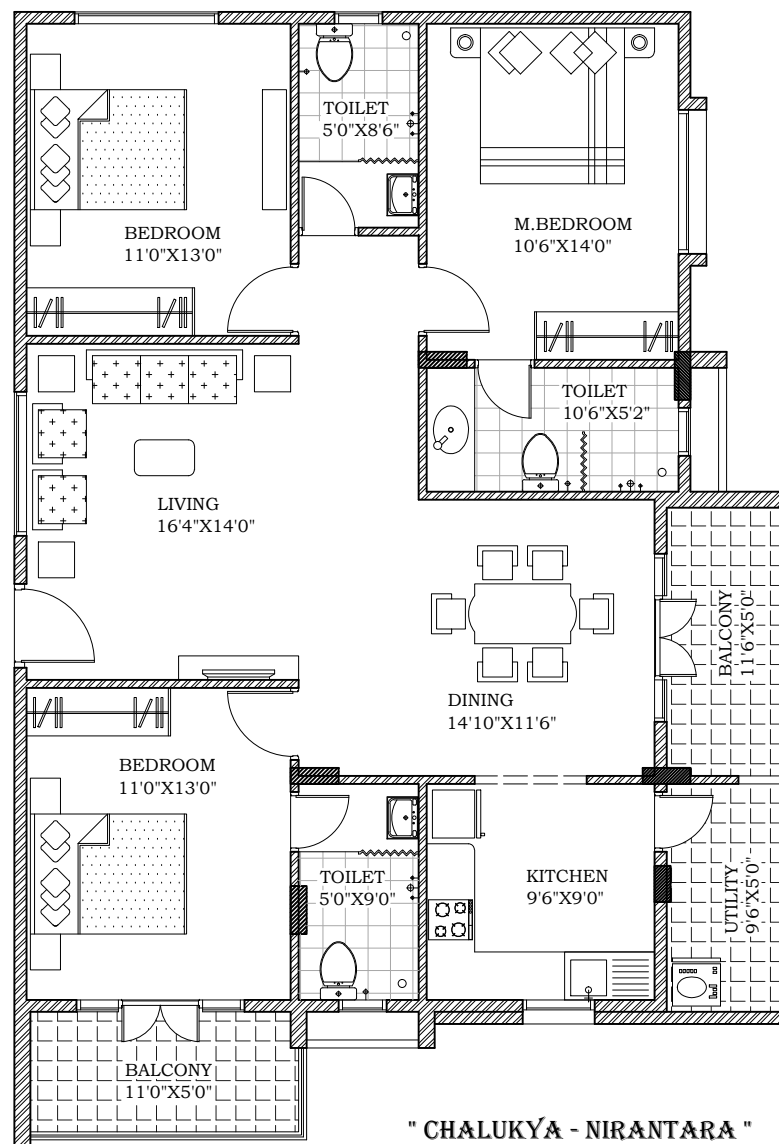 TOILET
5'0"X8'6"
BEDROOM
11'0"X13'0"
M.BEDROOM
10'6"X14'0"
TOILET
10'6"X5'2"
LIVING
16'4"X14'0"
BALCONY
11'6"X5'0"
DINING
14'10"X11'6"
BEDROOM
11'0"X13'0"
TOILET
5'0"X9'0"
KITCHEN
9'6"X9'0"
UTILITY
9'6"X5'0"
BALCONY
11'0"X5'0"
" CHALUKYA - NIRANTARA "